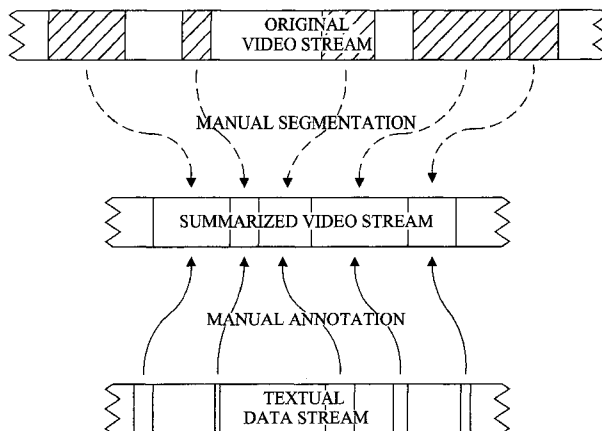 ORIGINAL
VIDEO STREAM
MANUAL SEGMENTATION
SUMMARIZED VIDEO STREAM
MANUAL ANNOTATION
TEXTUAL
DATA STREAM